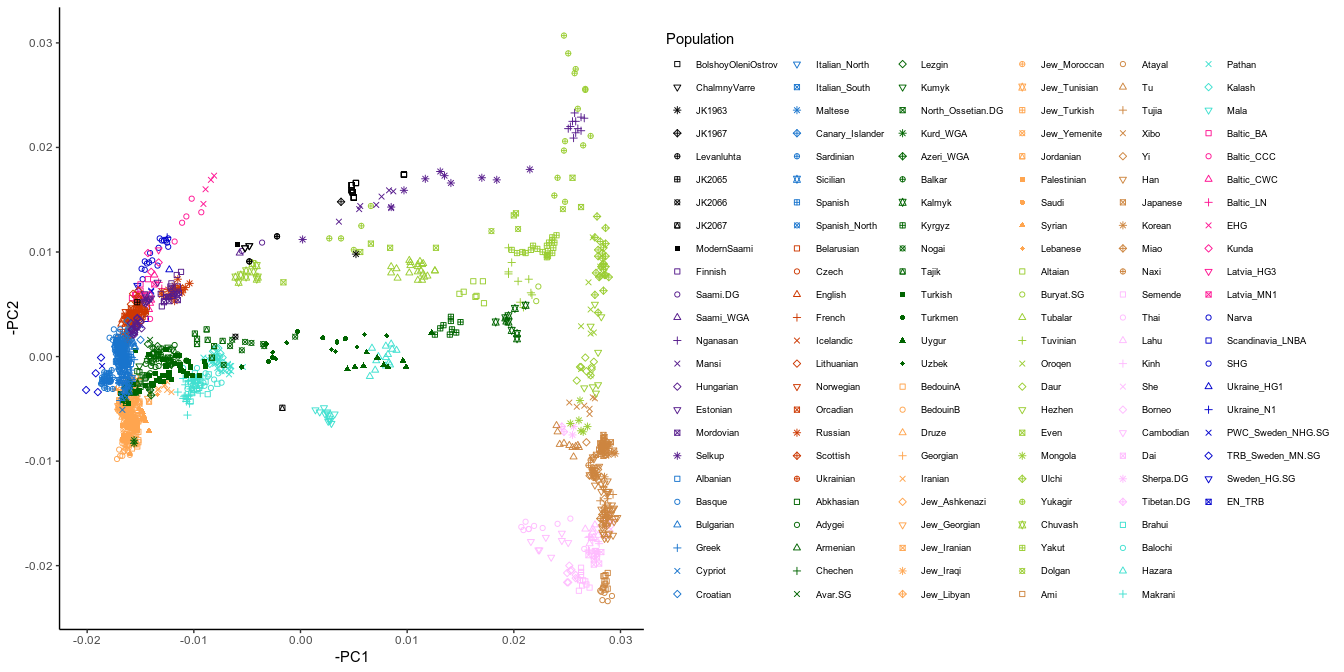 Population
BolshoyOleniOstrov
ChalmnyVarre
JK1963
JK1967
Levanluhta
JK2065
JK2066
JK2067
ModernSaami
Finnish
Saami.DG
Saami_WGA
Nganasan
Mansi
Hungarian
Estonian
Mordovian
Selkup
Albanian
Basque
Bulgarian
Greek
Cypriot
Croatian
Italian_North
Italian_South
Maltese
Canary_Islander
Sardinian
Sicilian
Spanish
Spanish_North
Belarusian
Czech
English
French
Icelandic
Lithuanian
Norwegian
Orcadian
Russian
Scottish
Ukrainian
Abkhasian
Adygei
Armenian
Chechen
Avar.SG
Lezgin
Kumyk
North_Ossetian.DG
Kurd_WGA
Azeri_WGA
Balkar
Kalmyk
Kyrgyz
Nogai
Tajik
Turkish
Turkmen
Uygur
Uzbek
BedouinA
BedouinB
Druze
Georgian
Iranian
Jew_Ashkenazi
Jew_Georgian
Jew_Iranian
Jew_Iraqi
Jew_Libyan
Jew_Moroccan
Jew_Tunisian
Jew_Turkish
Jew_Yemenite
Jordanian
Palestinian
Saudi
Syrian
Lebanese
Altaian
Buryat.SG
Tubalar
Tuvinian
Oroqen
Daur
Hezhen
Even
Mongola
Ulchi
Yukagir
Chuvash
Yakut
Dolgan
Ami
Atayal
Tu
Tujia
Xibo
Yi
Han
Japanese
Korean
Miao
Naxi
Semende
Thai
Lahu
Kinh
She
Borneo
Cambodian
Dai
Sherpa.DG
Tibetan.DG
Brahui
Balochi
Hazara
Makrani
Pathan
Kalash
Mala
Baltic_BA
Baltic_CCC
Baltic_CWC
Baltic_LN
EHG
Kunda
Latvia_HG3
Latvia_MN1
Narva
Scandinavia_LNBA
SHG
Ukraine_HG1
Ukraine_N1
PWC_Sweden_NHG.SG
TRB_Sweden_MN.SG
Sweden_HG.SG
EN_TRB
-PC2
0.03
0.02
0.01
0.00
-0.01
-0.02
-0.02
-0.01
0.00
0.01
0.02
0.03
-PC1